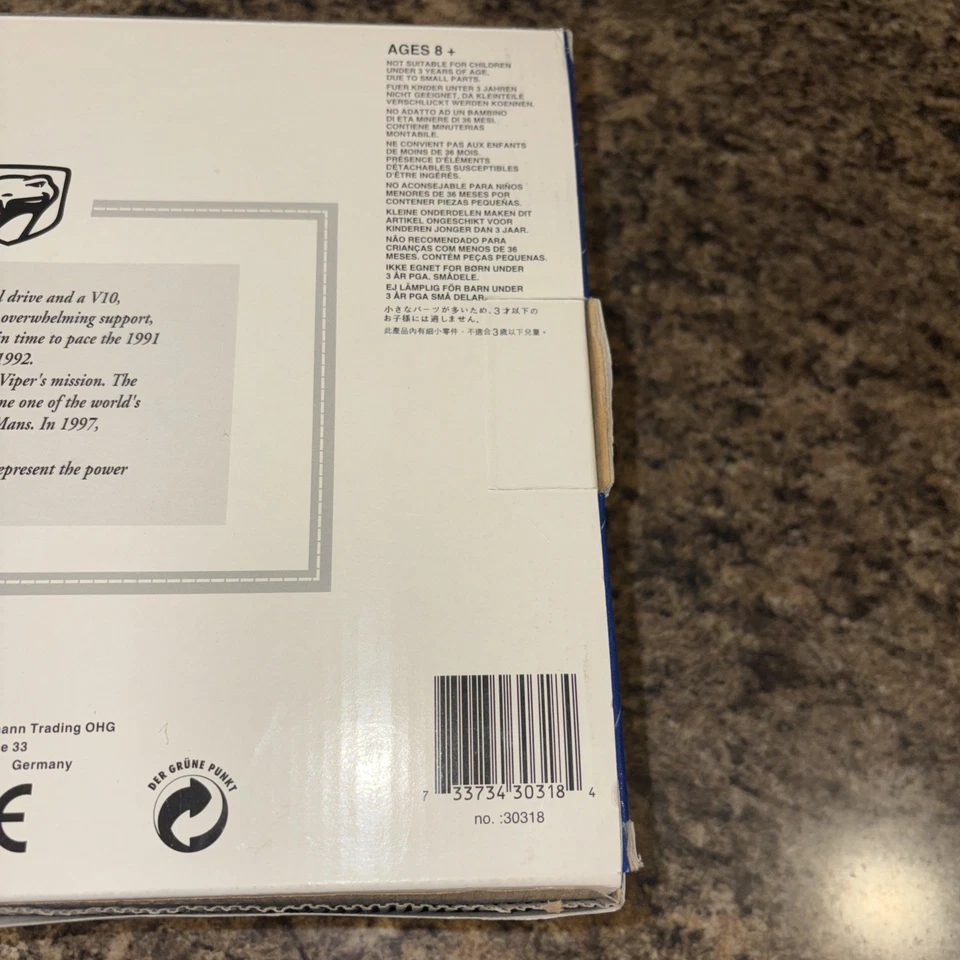 AGES 8 +
NOT SUITABLE FOR CHILDREN
UNDER 3 YEARS OF AGE,
DUE TO SMALL PARTS.
FUER KINDER UNTER 3 JAHREN
NICHT GEEIGNET, DA KLEINTEILE
VERSCHLUCKT WERDEN KOENNEN.
NO ADATTO AD UN BAMBINO
DI ETA MINERE DI 36 MESI.
CONTIENE MINUTERIAS
MONTABILE.
NE CONVIENT PAS AUX ENFANTS
DE MOINS DE 36 MOIS.
PRÉSENCE D'ÉLÉMENTS
DÉTACHABLES SUSCEPTIBLES
D'ÊTRE INGÉRÉS.
NO ACONSEJABLE PARA NIÑOS
MENORES DE 36 MESES POR
CONTENER PIEZAS PEQUEÑAS.
KLEINE ONDERDELEN MAKEN DIT
ARTIKEL ONGESCHIKT VOOR
KINDEREN JONGER DAN 3 JAAR.
NÃO RECOMENDADO PARA
CRIANÇAS COM MENOS DE 36
MESES. CONTÉM PEÇAS PEQUENAS.
IKKE EGNET FOR BØRN UNDER
3 ÅR PGA. SMÅDELE.
EJ LÄMPLIG FÖR BARN UNDER
3 ÅR PGA SMÅ DELAR.
小さなパーツが多いため、3才以下の
お子様には適しません。
此產品內有細小零件，不適合3歲以下兒童。
l drive and a V10,
overwhelming support,
in time to pace the 1991
1992.
Viper's mission. The
me one of the world's
Mans. In 1997,
epresent the power
ann Trading OHG
e 33
Germany
CE
DER GRÜNE PUNKT
7 33734 30318 4
no. :30318